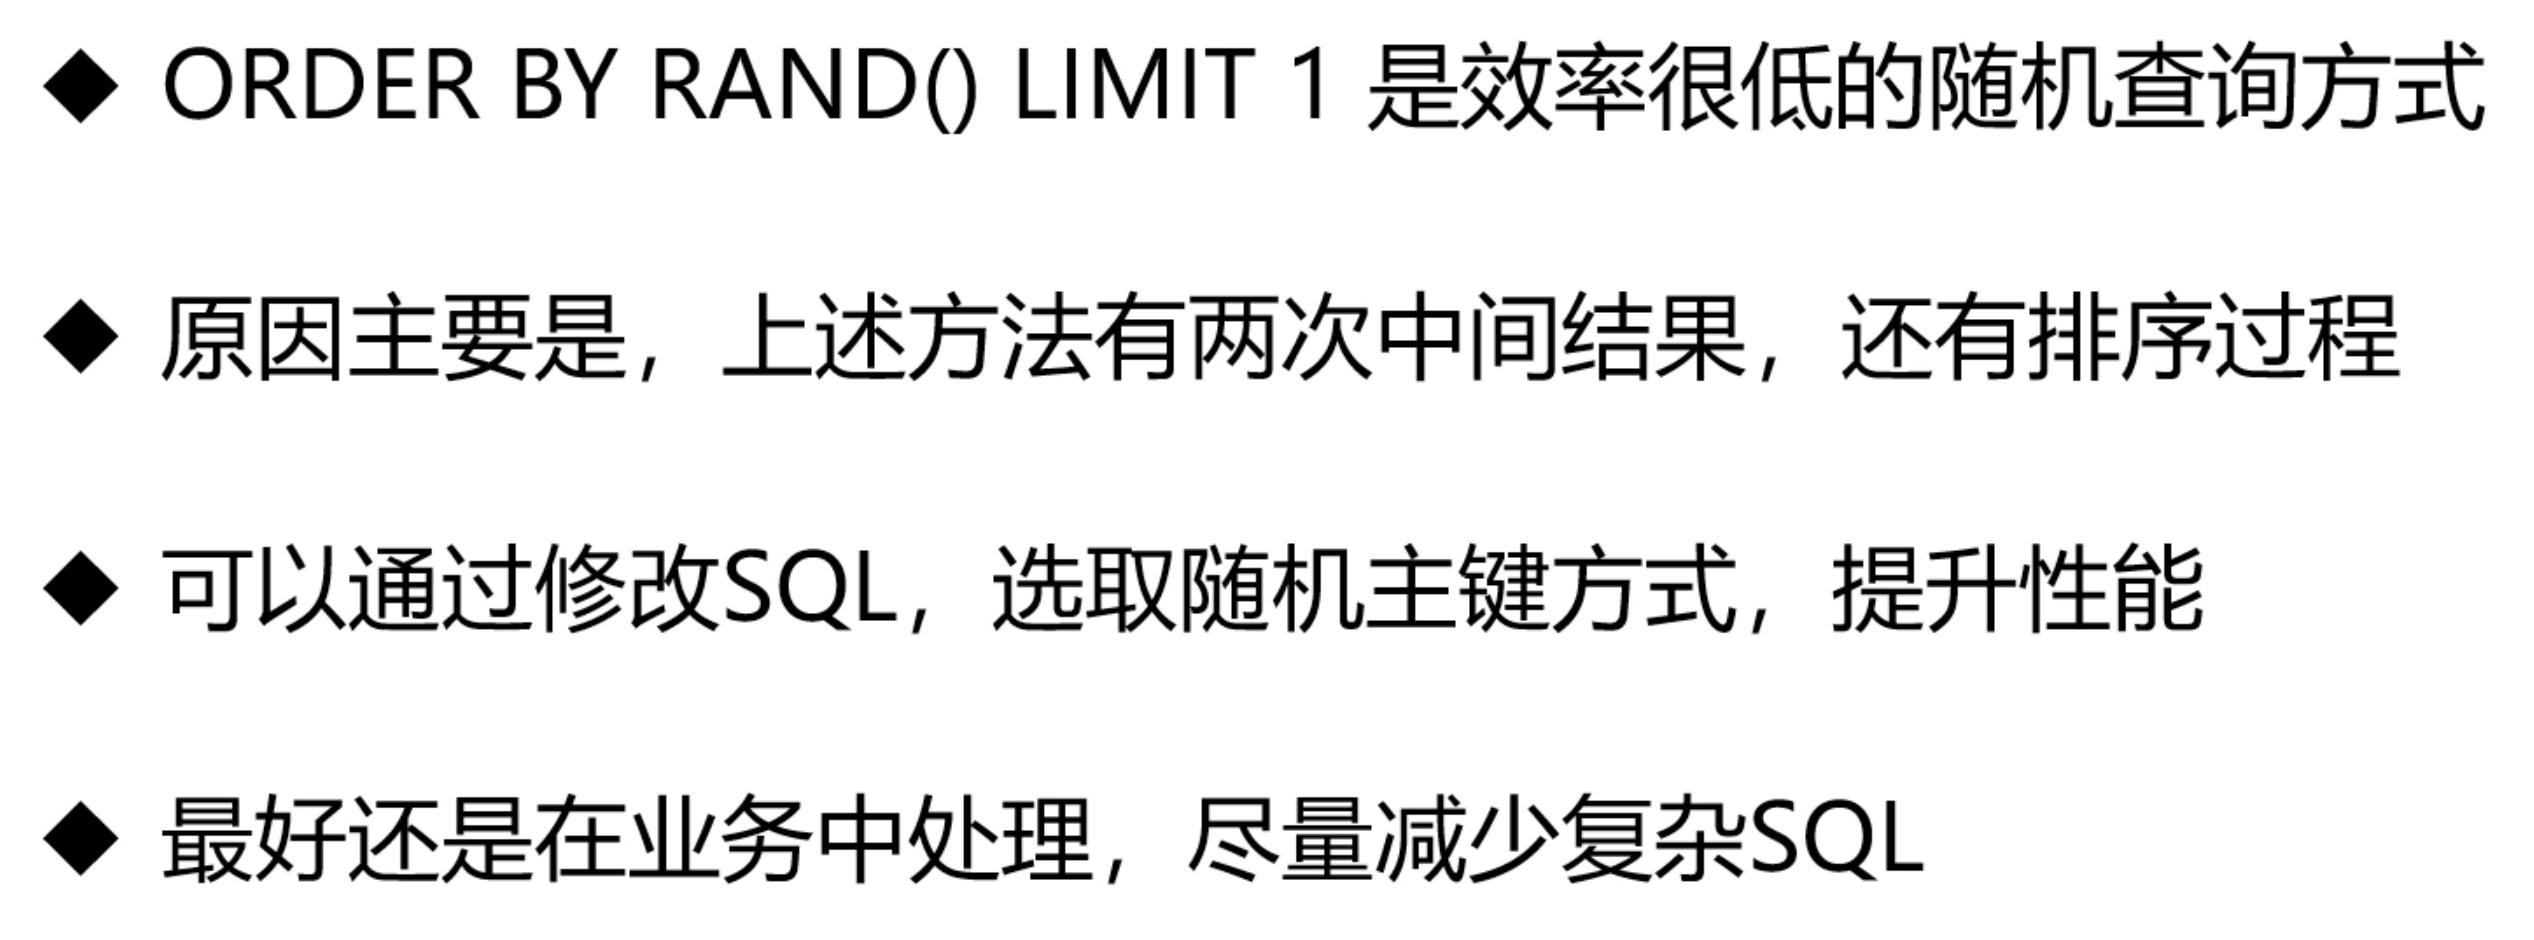 ◆ ORDER BY RAND() LIMIT 1 是效率很低的随机查询方式
◆ 原因主要是，上述方法有两次中间结果，还有排序过程
◆ 可以通过修改SQL，选取随机主键方式，提升性能
◆ 最好还是在业务中处理，尽量减少复杂SQL